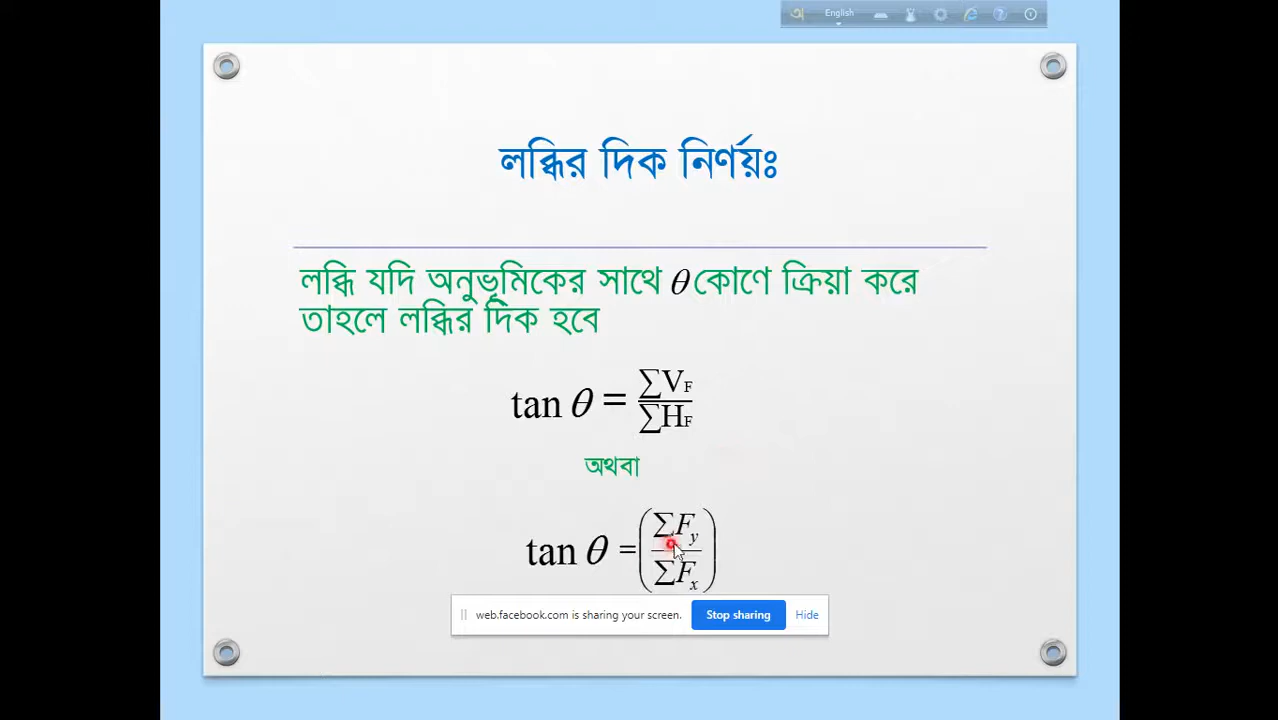 অ English
লব্ধির দিক নির্ণয়ঃ
লব্ধি যদি অনুভূমিকের সাথে θ কোণে ক্রিয়া করে
তাহলে লব্ধির দিক হবে
tan θ = ∑V_F / ∑H_F
অথবা
tan θ = (∑F_y / ∑F_x)
web.facebook.com is sharing your screen. Stop sharing Hide